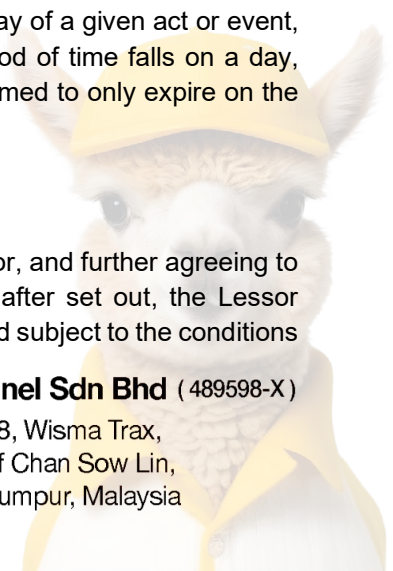 ay of a given act or event,
od of time falls on a day,
med to only expire on the
or, and further agreeing to
after set out, the Lessor
d subject to the conditions
nel Sdn Bhd (489598-X)
8, Wisma Trax,
f Chan Sow Lin,
umpur, Malaysia